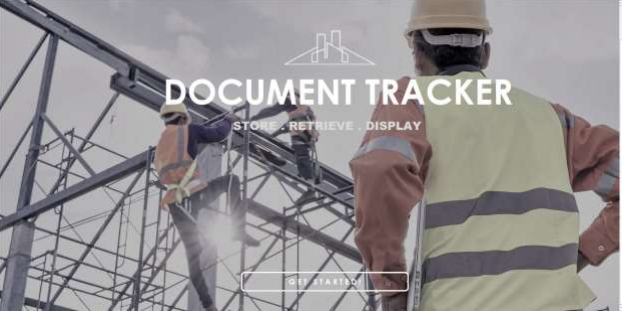 DOCUMENT TRACKER
STORE . RETRIEVE . DISPLAY
GET STARTED!